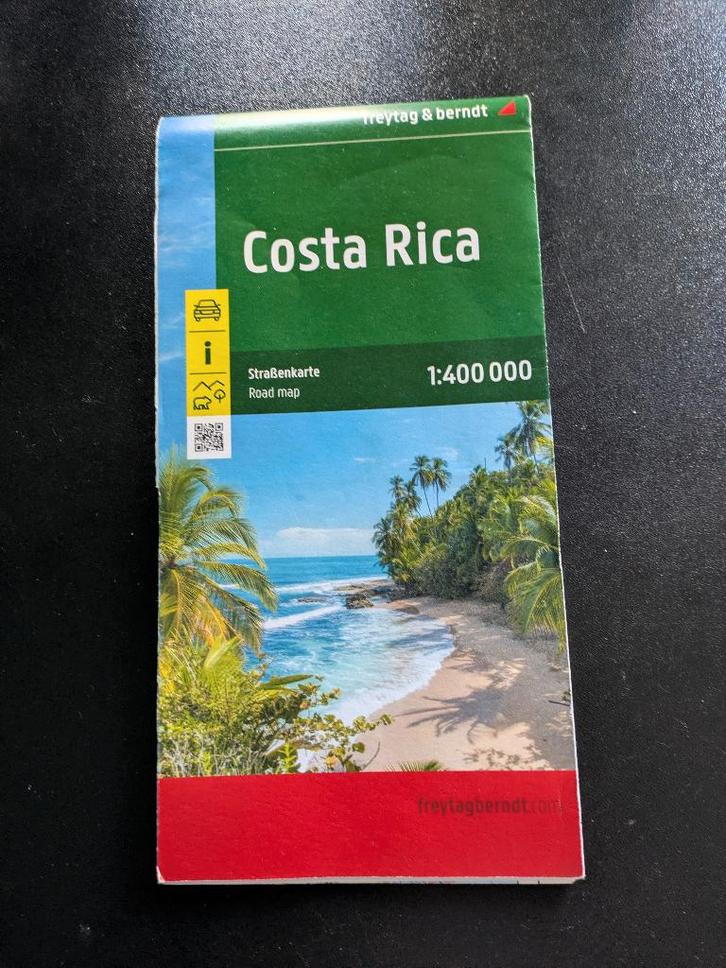 freytag & berndt
Costa Rica
Straßenkarte
Road map
1:400 000
i
freytagberndt.com